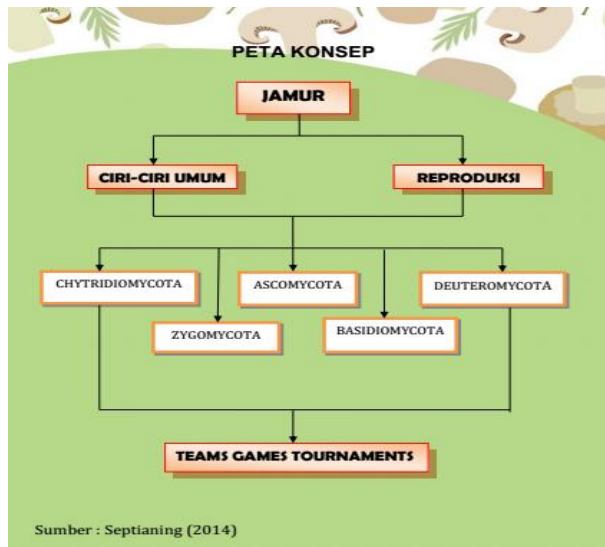 PETA KONSEP
JAMUR
CIRI-CIRI UMUM
REPRODUKSI
CHYTRIDIOMYCOTA
ASCOMYCOTA
DEUTEROMYCOTA
ZYGOMYCOTA
BASIDIOMYCOTA
TEAMS GAMES TOURNAMENTS
Sumber : Septianing (2014)